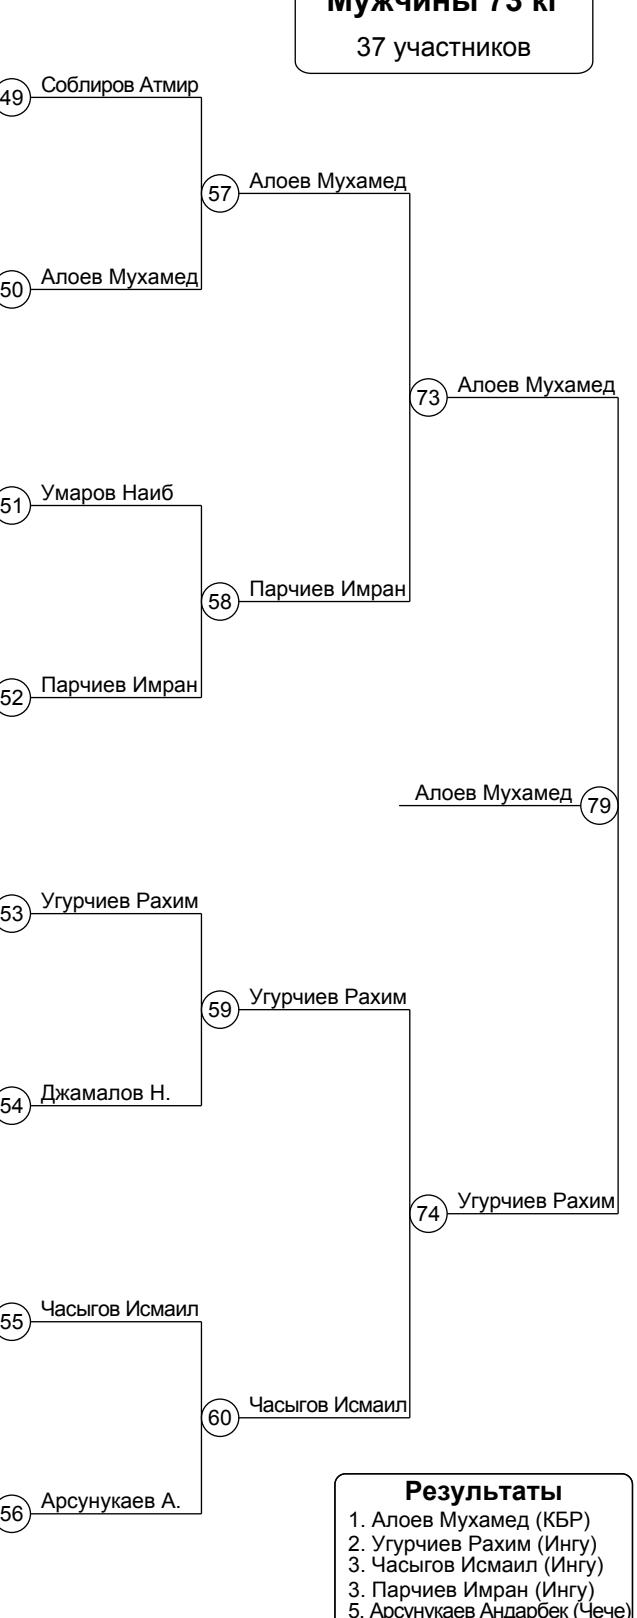 Мужчины 73 кг
37 участников
49 Соблиров Атмир
57 Алоев Мухамед
50 Алоев Мухамед
73 Алоев Мухамед
51 Умаров Наиб
58 Парчиев Имран
52 Парчиев Имран
Алоев Мухамед 79
53 Угурчиев Рахим
59 Угурчиев Рахим
54 Джамалов Н.
74 Угурчиев Рахим
55 Часыгов Исмаил
60 Часыгов Исмаил
56 Арсунукаев А.
Результаты
1. Алоев Мухамед (КБР)
2. Угурчиев Рахим (Ингу)
3. Часыгов Исмаил (Ингу)
3. Парчиев Имран (Ингу)
5. Арсунукаев Андарбек (Чече)